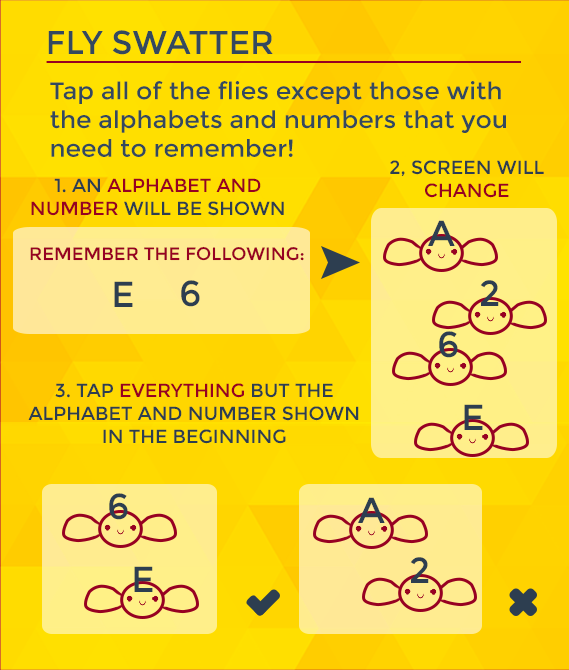 FLY SWATTER
Tap all of the flies except those with
the alphabets and numbers that you
need to remember!
1. AN ALPHABET AND
NUMBER WILL BE SHOWN
REMEMBER THE FOLLOWING:
E 6
2, SCREEN WILL
CHANGE
A
2
6
E
3. TAP EVERYTHING BUT THE
ALPHABET AND NUMBER SHOWN
IN THE BEGINNING
6
E
A
2